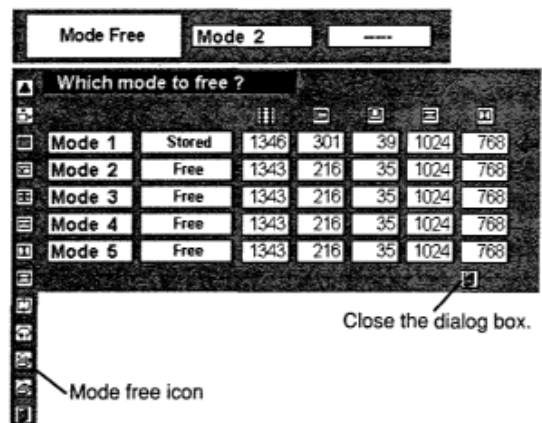 Mode Free Mode 2 -----
Which mode to free ?
Mode 1 Stored 1346 301 39 1024 768
Mode 2 Free 1343 216 35 1024 768
Mode 3 Free 1343 216 35 1024 768
Mode 4 Free 1343 216 35 1024 768
Mode 5 Free 1343 216 35 1024 768
Close the dialog box.
Mode free icon